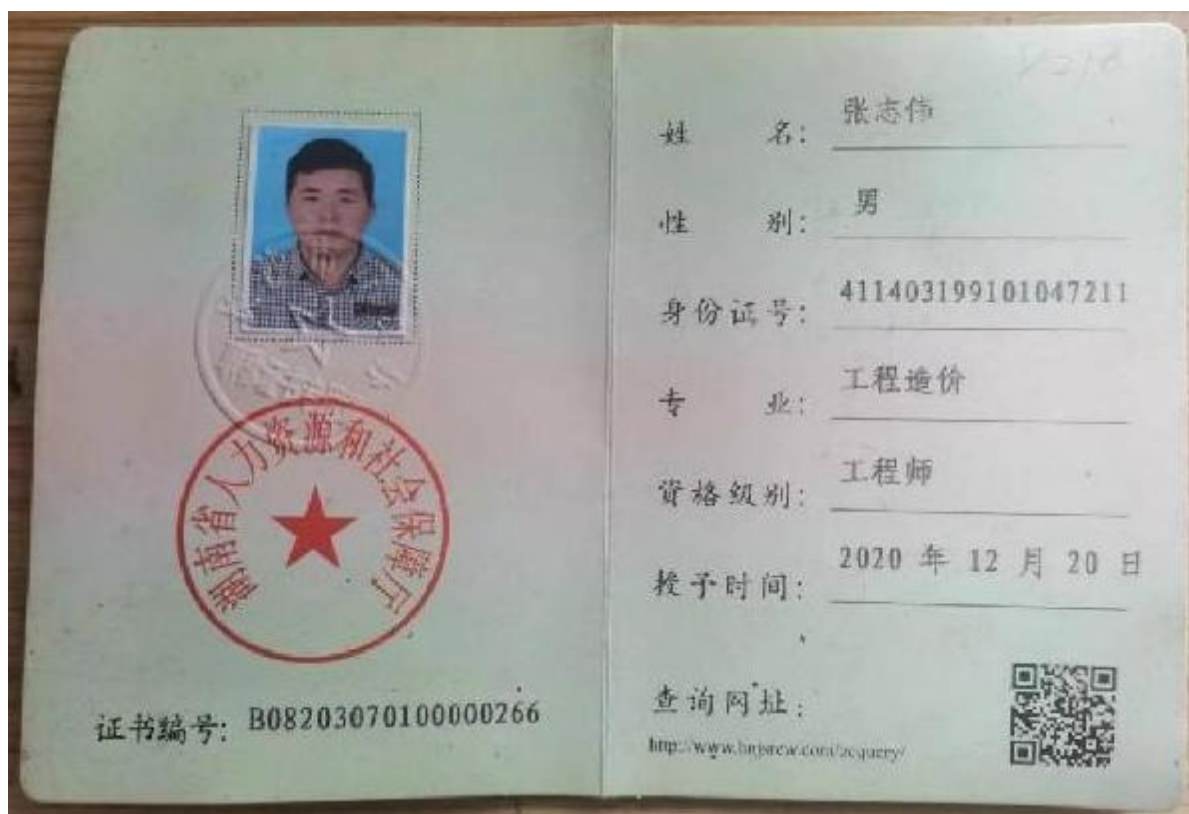 湖南省人力资源和社会保障厅
证书编号: B08203070100000266
姓 名: 张志伟
性 别: 男
身份证号: 411403199101047211
专 业: 工程造价
资格级别: 工程师
授予时间: 2020 年 12 月 20 日
查询网址: